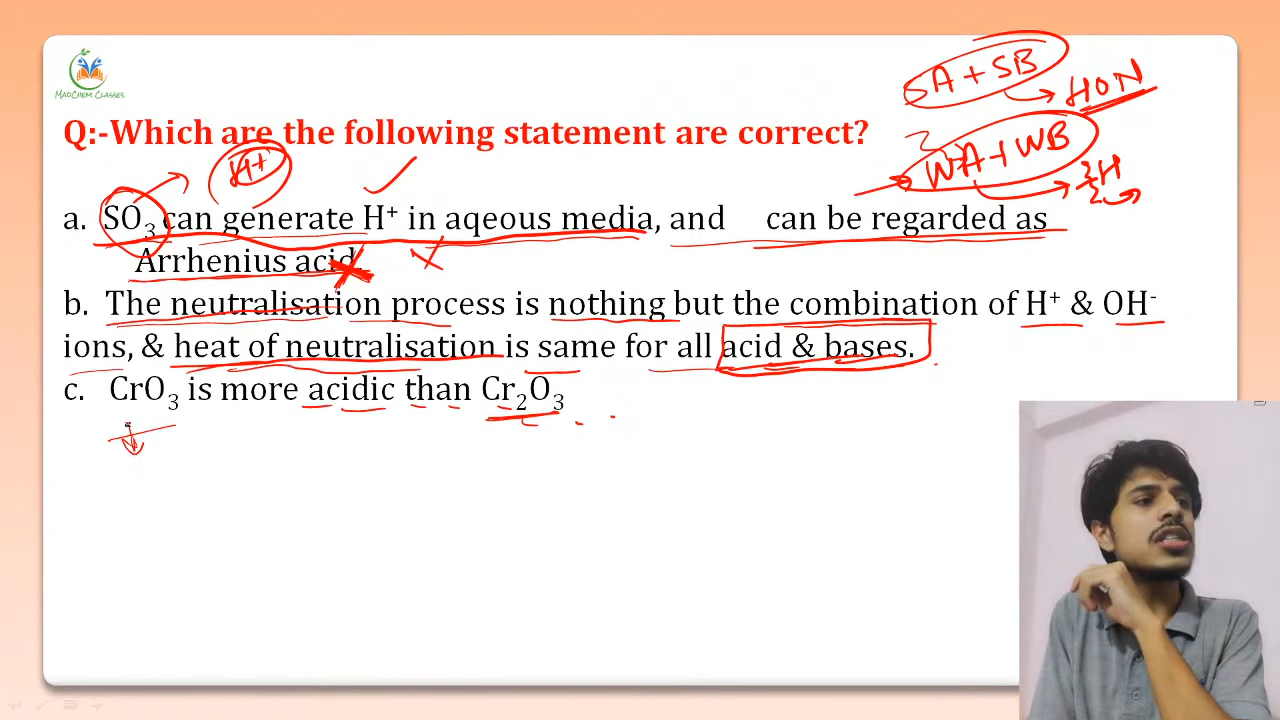 MADCHEM CLASSES
SA + SB
HON
Q:-Which are the following statement are correct?
H+
WA + WB
a. SO₃ can generate H⁺ in aqeous media, and can be regarded as
Arrhenius acid
b. The neutralisation process is nothing but the combination of H⁺ & OH⁻
ions, & heat of neutralisation is same for all acid & bases.
c. CrO₃ is more acidic than Cr₂O₃